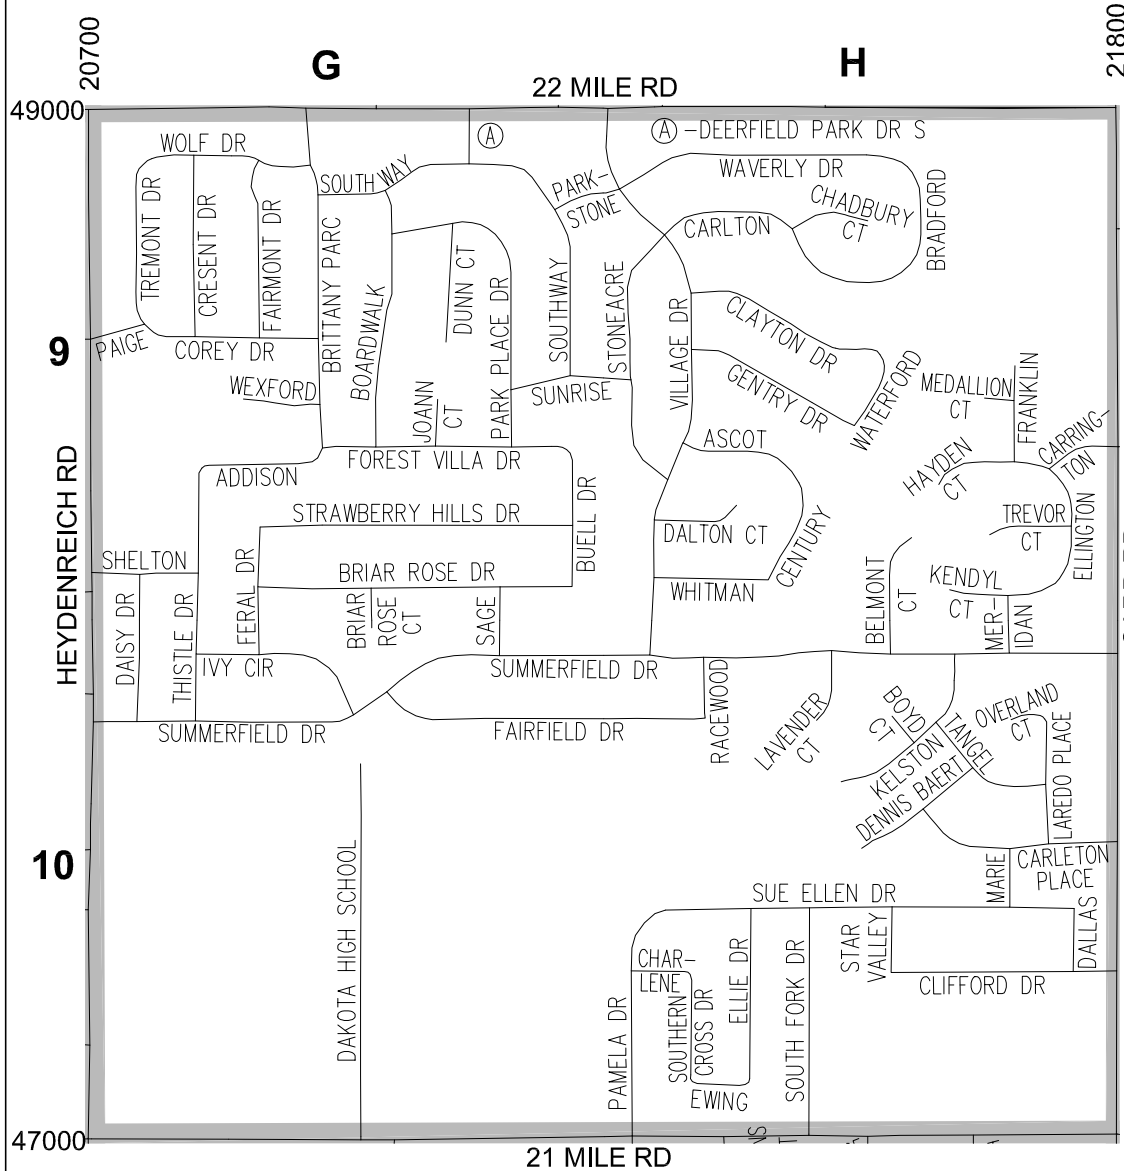 20700
G
H
21800
22 MILE RD
49000
A
A -DEERFIELD PARK DR S
WOLF DR
WAVERLY DR
SOUTH WAY
PARK-
STONE
CHADBURY
CT
CARLTON
BRADFORD
TREMONT DR
CRESENT DR
FAIRMONT DR
BRITTANY PARC
BOARDWALK
DUNN CT
PARK PLACE DR
SOUTHWAY
STONEACRE
VILLAGE DR
CLAYTON DR
GENTRY DR
WATERFORD
9
PAIGE
COREY DR
WEXFORD
SUNRISE
JOANN
CT
MEDALLION
CT
FRANKLIN
CARRING-
TON
HAYDEN
CT
ASCOT
FOREST VILLA DR
ADDISON
STRAWBERRY HILLS DR
BUELL DR
DALTON CT
CENTURY
TREVOR
CT
ELLINGTON
HEYDENREICH RD
SHELTON
BRIAR ROSE DR
WHITMAN
BELMONT
CT
KENDYL
CT
MER-
IDIAN
DAISY DR
THISTLE DR
FERAL DR
BRIAR
ROSE
CT
SAGE
IVY CIR
SUMMERFIELD DR
RACEWOOD
SUMMERFIELD DR
FAIRFIELD DR
LAVENDER
CT
BOYD
CT
TANGEL
OVERLAND
CT
LAREDO PLACE
KELSTON
DENNIS BAERT
10
DAKOTA HIGH SCHOOL
MARIE
CARLETON
PLACE
SUE ELLEN DR
STAR
VALLEY
DALLAS
CLIFFORD DR
CHAR-
LENE
PAMELA DR
SOUTHERN
CROSS DR
ELLIE DR
SOUTH FORK DR
EWING
47000
21 MILE RD